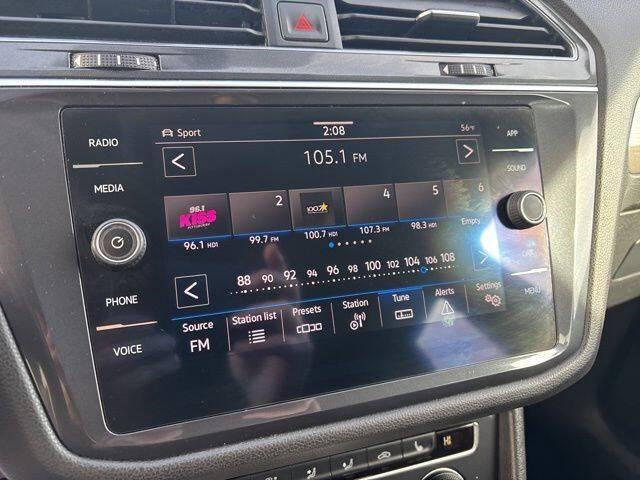 RADIO
MEDIA
PHONE
VOICE
Sport 2:08 56°F
105.1 FM
96.1 KISS
2
100.7
4
5
6
96.1 HD1 99.7 FM 100.7 HD1 107.3 FM 98.3 HD1 Empty
88 90 92 94 96 98 100 102 104 106 108
Source Station list Presets Station Tune Alerts Settings
FM
APP
SOUND
CAR
MENU
HI